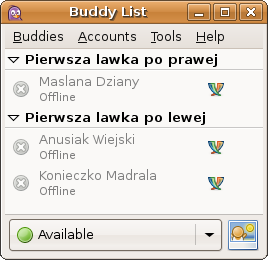 Buddy List
Buddies Accounts Tools Help
Pierwsza lawka po prawej
Maslana Dziany
Offline
Pierwsza lawka po lewej
Anusiak Wiejski
Offline
Konieczko Madrala
Offline
Available